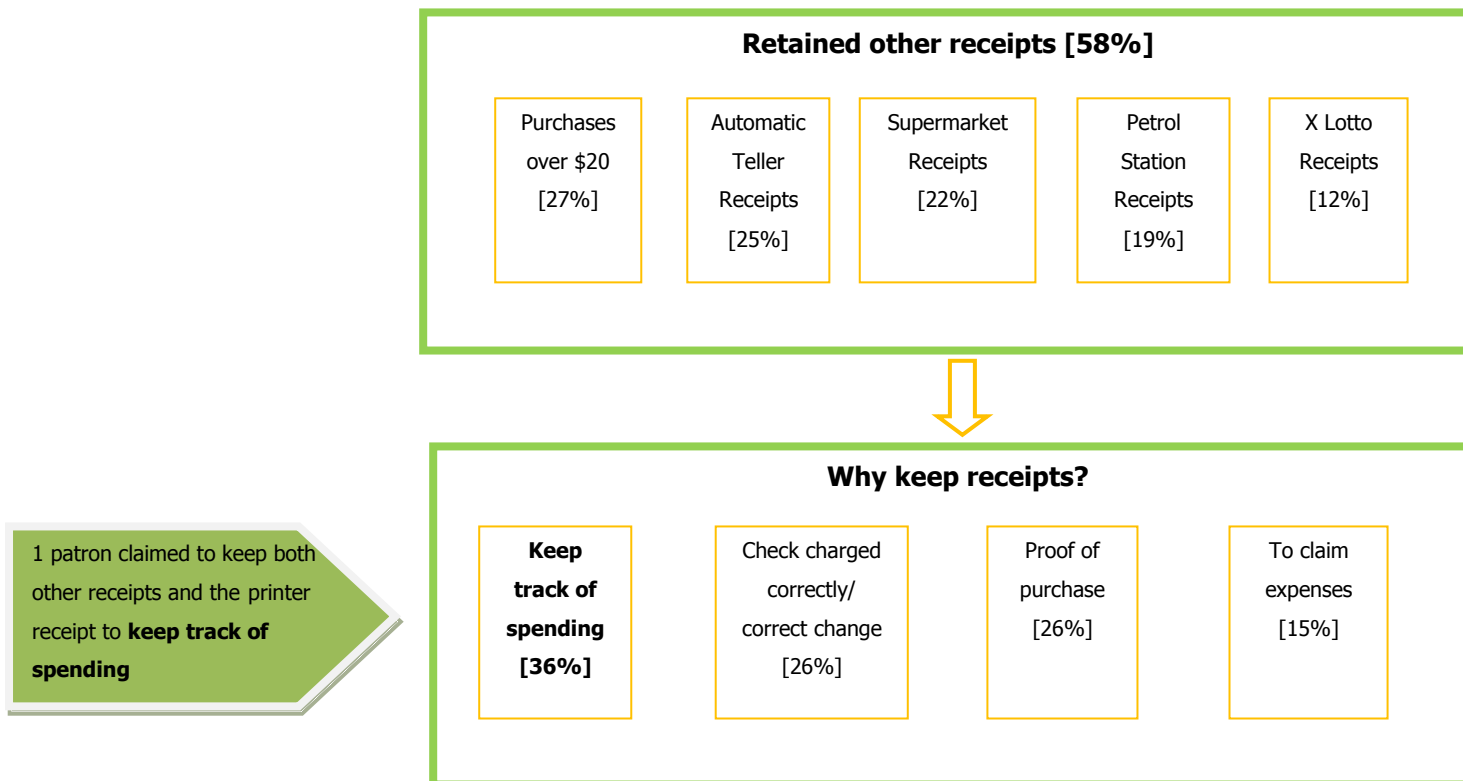 Retained other receipts [58%]
Purchases
over $20
[27%]
Automatic
Teller
Receipts
[25%]
Supermarket
Receipts
[22%]
Petrol
Station
Receipts
[19%]
X Lotto
Receipts
[12%]
Why keep receipts?
1 patron claimed to keep both
other receipts and the printer
receipt to keep track of
spending
Keep
track of
spending
[36%]
Check charged
correctly/
correct change
[26%]
Proof of
purchase
[26%]
To claim
expenses
[15%]